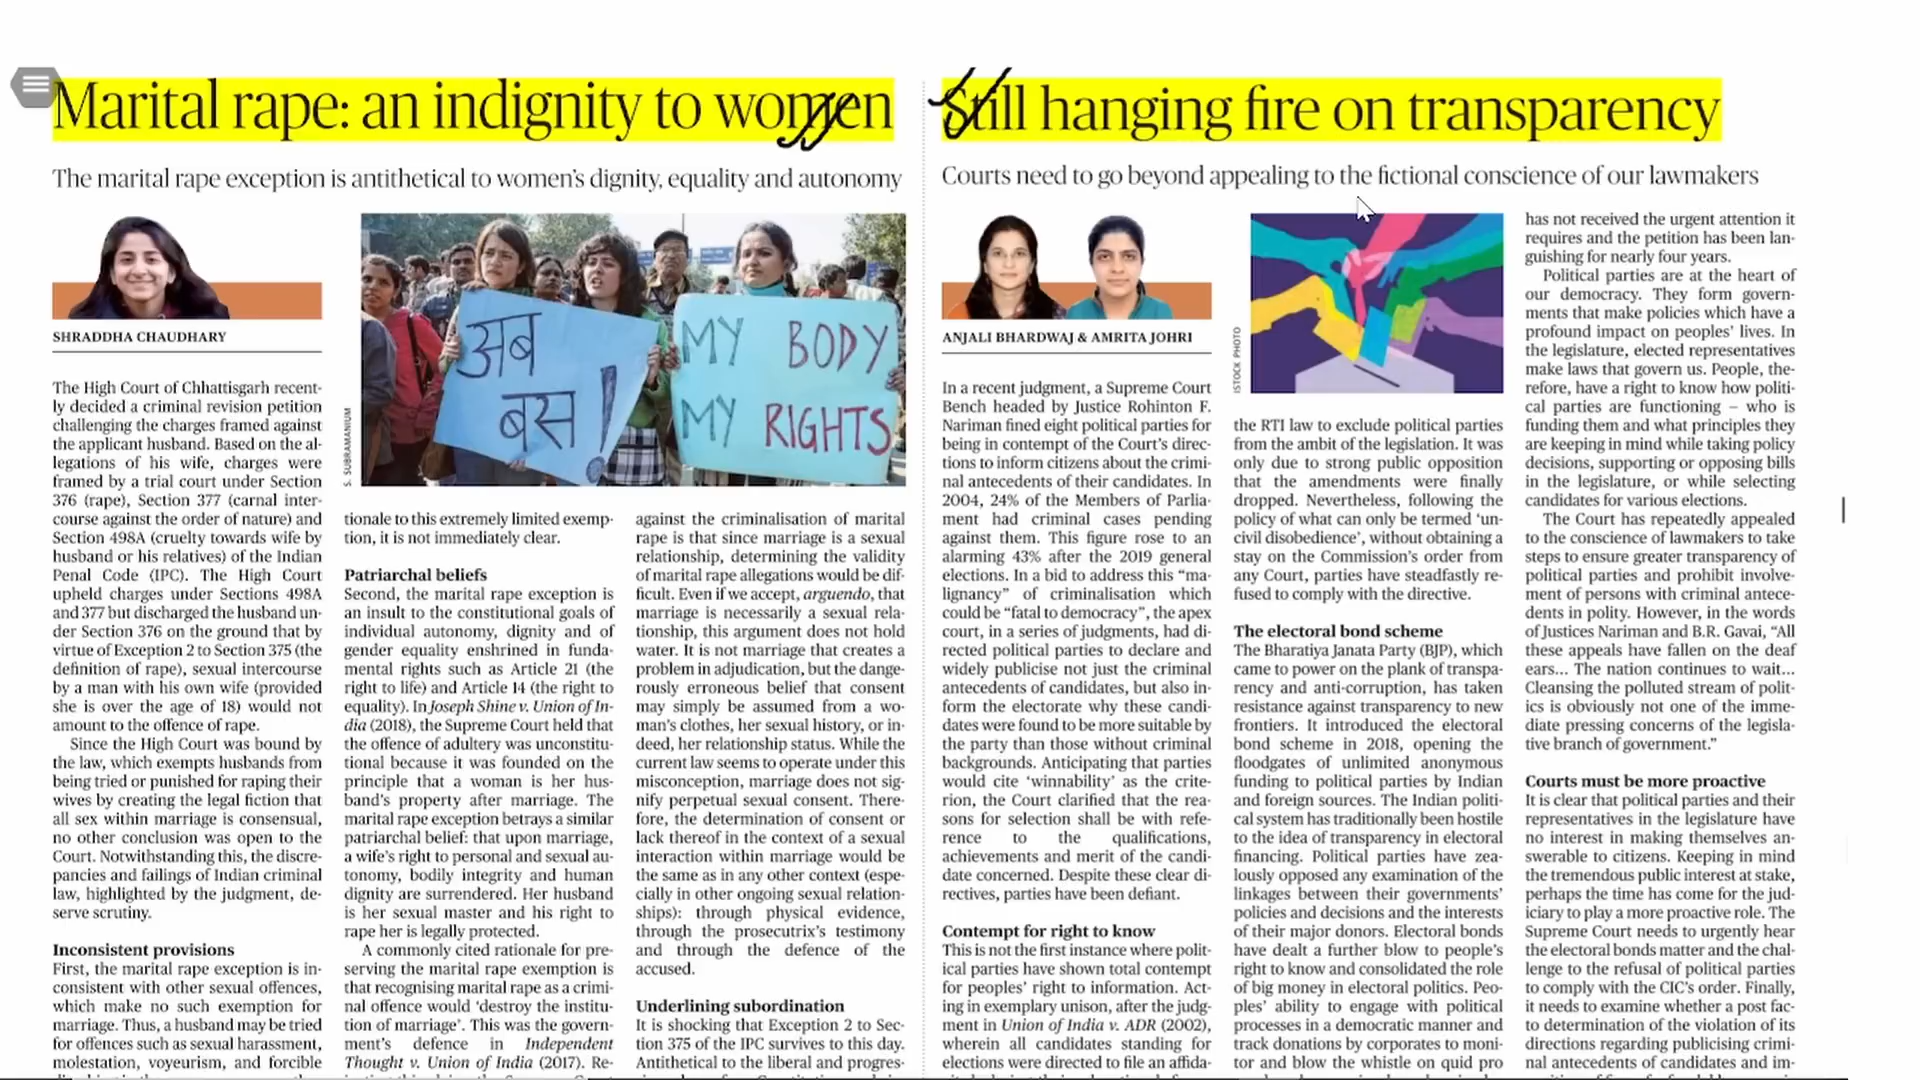 Marital rape: an indignity to women
The marital rape exception is antithetical to women's dignity, equality and autonomy
SHRADDHA CHAUDHARY
The High Court of Chhattisgarh recent-
ly decided a criminal revision petition
challenging the charges framed against
the applicant husband. Based on the al-
legations of his wife, charges were
framed by a trial court under Section
376 (rape), Section 377 (carnal inter-
course against the order of nature) and
Section 498A (cruelty towards wife by
husband or his relatives) of the Indian
Penal Code (IPC). The High Court
upheld charges under Sections 498A
and 377 but discharged the husband un-
der Section 376 on the ground that by
virtue of Exception 2 to Section 375 (the
definition of rape), sexual intercourse
by a man with his own wife (provided
she is over the age of 18) would not
amount to the offence of rape.
Since the High Court was bound by
the law, which exempts husbands from
being tried or punished for raping their
wives by creating the legal fiction that
all sex within marriage is consensual,
no other conclusion was open to the
Court. Notwithstanding this, the discre-
pancies and failings of Indian criminal
law, highlighted by the judgment, de-
serve scrutiny.
Inconsistent provisions
First, the marital rape exception is in-
consistent with other sexual offences,
which make no such exemption for
marriage. Thus, a husband may be tried
for offences such as sexual harassment,
molestation, voyeurism, and forcible
S. SUBRAMANIUM
अब
बस!
MY BODY
MY RIGHTS
tionale to this extremely limited exemp-
tion, it is not immediately clear.
Patriarchal beliefs
Second, the marital rape exception is
an insult to the constitutional goals of
individual autonomy, dignity and of
gender equality enshrined in funda-
mental rights such as Article 21 (the
right to life) and Article 14 (the right to
equality). In Joseph Shine v. Union of In-
dia (2018), the Supreme Court held that
the offence of adultery was unconstitu-
tional because it was founded on the
principle that a woman is her hus-
band's property after marriage. The
marital rape exception betrays a similar
patriarchal belief: that upon marriage,
a wife's right to personal and sexual au-
tonomy, bodily integrity and human
dignity are surrendered. Her husband
is her sexual master and his right to
rape her is legally protected.
A commonly cited rationale for pre-
serving the marital rape exemption is
that recognising marital rape as a crimi-
nal offence would 'destroy the institu-
tion of marriage'. This was the govern-
ment's defence in Independent
Thought v. Union of India (2017). Re-
against the criminalisation of marital
rape is that since marriage is a sexual
relationship, determining the validity
of marital rape allegations would be dif-
ficult. Even if we accept, arguendo, that
marriage is necessarily a sexual rela-
tionship, this argument does not hold
water. It is not marriage that creates a
problem in adjudication, but the dange-
rously erroneous belief that consent
may simply be assumed from a wo-
man's clothes, her sexual history, or in-
deed, her relationship status. While the
current law seems to operate under this
misconception, marriage does not sig-
nify perpetual sexual consent. There-
fore, the determination of consent or
lack thereof in the context of a sexual
interaction within marriage would be
the same as in any other context (espe-
cially in other ongoing sexual relation-
ships): through physical evidence,
through the prosecutrix's testimony
and through the defence of the
accused.
Underlining subordination
It is shocking that Exception 2 to Sec-
tion 375 of the IPC survives to this day.
Antithetical to the liberal and progres-
Still hanging fire on transparency
Courts need to go beyond appealing to the fictional conscience of our lawmakers
ANJALI BHARDWAJ & AMRITA JOHRI
In a recent judgment, a Supreme Court
Bench headed by Justice Rohinton F.
Nariman fined eight political parties for
being in contempt of the Court's direc-
tions to inform citizens about the crimi-
nal antecedents of their candidates. In
2004, 24% of the Members of Parlia-
ment had criminal cases pending
against them. This figure rose to an
alarming 43% after the 2019 general
elections. In a bid to address this "ma-
lignancy" of criminalisation which
could be "fatal to democracy", the apex
court, in a series of judgments, had di-
rected political parties to declare and
widely publicise not just the criminal
antecedents of candidates, but also in-
form the electorate why these candi-
dates were found to be more suitable by
the party than those without criminal
backgrounds. Anticipating that parties
would cite 'winnability' as the crite-
rion, the Court clarified that the rea-
sons for selection shall be with refe-
rence to the qualifications,
achievements and merit of the candi-
date concerned. Despite these clear di-
rectives, parties have been defiant.
Contempt for right to know
This is not the first instance where polit-
ical parties have shown total contempt
for peoples' right to information. Act-
ing in exemplary unison, after the judg-
ment in Union of India v. ADR (2002),
wherein all candidates standing for
elections were directed to file an affida-
ISTOCK PHOTO
the RTI law to exclude political parties
from the ambit of the legislation. It was
only due to strong public opposition
that the amendments were finally
dropped. Nevertheless, following the
policy of what can only be termed 'un-
civil disobedience', without obtaining a
stay on the Commission's order from
any Court, parties have steadfastly re-
fused to comply with the directive.
The electoral bond scheme
The Bharatiya Janata Party (BJP), which
came to power on the plank of transpa-
rency and anti-corruption, has taken
resistance against transparency to new
frontiers. It introduced the electoral
bond scheme in 2018, opening the
floodgates of unlimited anonymous
funding to political parties by Indian
and foreign sources. The Indian politi-
cal system has traditionally been hostile
to the idea of transparency in electoral
financing. Political parties have zea-
lously opposed any examination of the
linkages between their governments'
policies and decisions and the interests
of their major donors. Electoral bonds
have dealt a further blow to people's
right to know and consolidated the role
of big money in electoral politics. Peo-
ples' ability to engage with political
processes in a democratic manner and
track donations by corporates to moni-
tor and blow the whistle on quid pro
has not received the urgent attention it
requires and the petition has been lan-
guishing for nearly four years.
Political parties are at the heart of
our democracy. They form govern-
ments that make policies which have a
profound impact on peoples' lives. In
the legislature, elected representatives
make laws that govern us. People, the-
refore, have a right to know how politi-
cal parties are functioning – who is
funding them and what principles they
are keeping in mind while taking policy
decisions, supporting or opposing bills
in the legislature, or while selecting
candidates for various elections.
The Court has repeatedly appealed
to the conscience of lawmakers to take
steps to ensure greater transparency of
political parties and prohibit involve-
ment of persons with criminal antece-
dents in polity. However, in the words
of Justices Nariman and B.R. Gavai, "All
these appeals have fallen on the deaf
ears... The nation continues to wait...
Cleansing the polluted stream of polit-
ics is obviously not one of the imme-
diate pressing concerns of the legisla-
tive branch of government."
Courts must be more proactive
It is clear that political parties and their
representatives in the legislature have
no interest in making themselves an-
swerable to citizens. Keeping in mind
the tremendous public interest at stake,
perhaps the time has come for the jud-
iciary to play a more proactive role. The
Supreme Court needs to urgently hear
the electoral bonds matter and the chal-
lenge to the refusal of political parties
to comply with the CIC's order. Finally,
it needs to examine whether a post fac-
to determination of the violation of its
directions regarding publicising crimi-
nal antecedents of candidates and im-